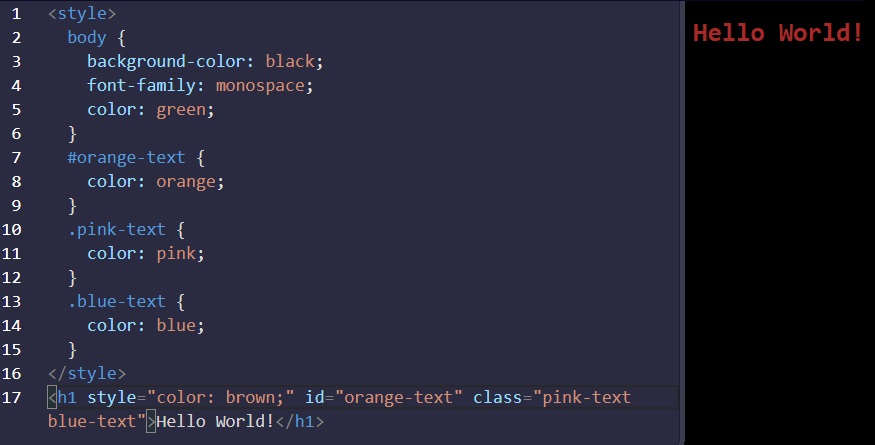 1 <style>
2   body {
3     background-color: black;
4     font-family: monospace;
5     color: green;
6   }
7   #orange-text {
8     color: orange;
9   }
10   .pink-text {
11     color: pink;
12   }
13   .blue-text {
14     color: blue;
15   }
16 </style>
17 <h1 style="color: brown;" id="orange-text" class="pink-text
blue-text">Hello World!</h1>
Hello World!